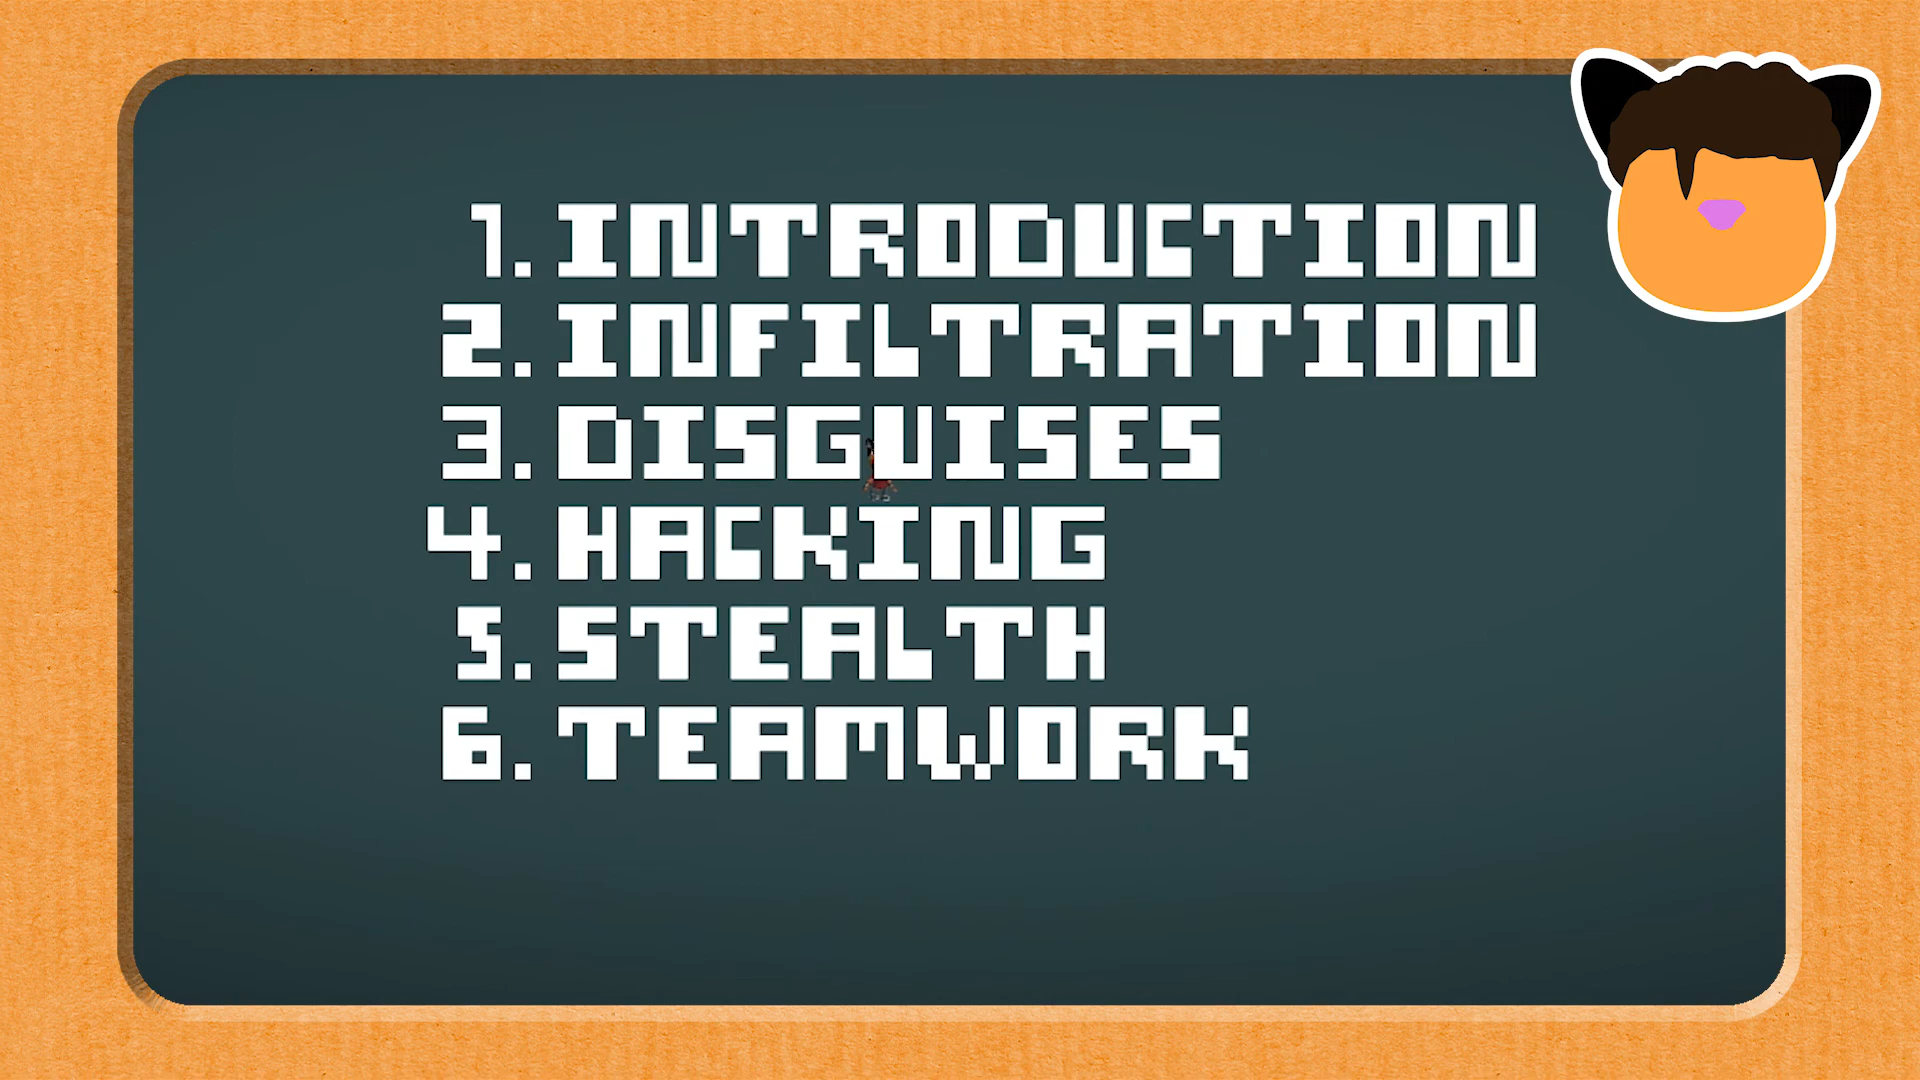 1. INTRODUCTION
2. INFILTRATION
3. DISGUISES
4. HACKING
5. STEALTH
6. TEAMWORK